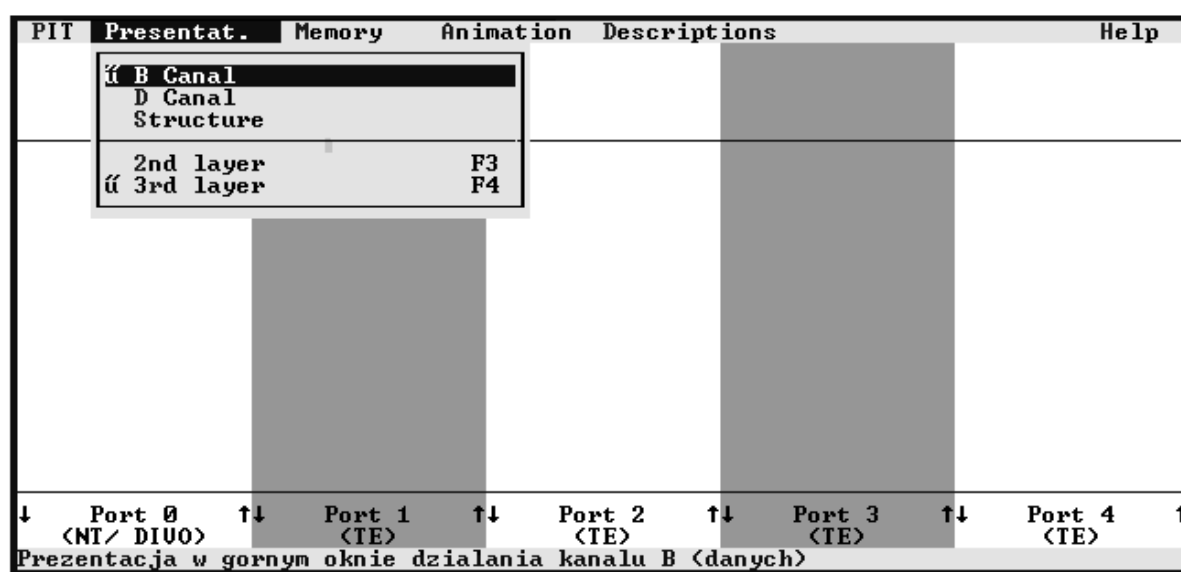 PIT Presentat. Memory Animation Descriptions Help
ű B Canal
D Canal
Structure
2nd layer F3
ű 3rd layer F4
↓ Port 0 ↑↓ Port 1 ↑↓ Port 2 ↑↓ Port 3 ↑↓ Port 4 ↑
(NT/ DIVO) (TE) (TE) (TE) (TE)
Prezentacja w gornym oknie dzialania kanalu B (danych)